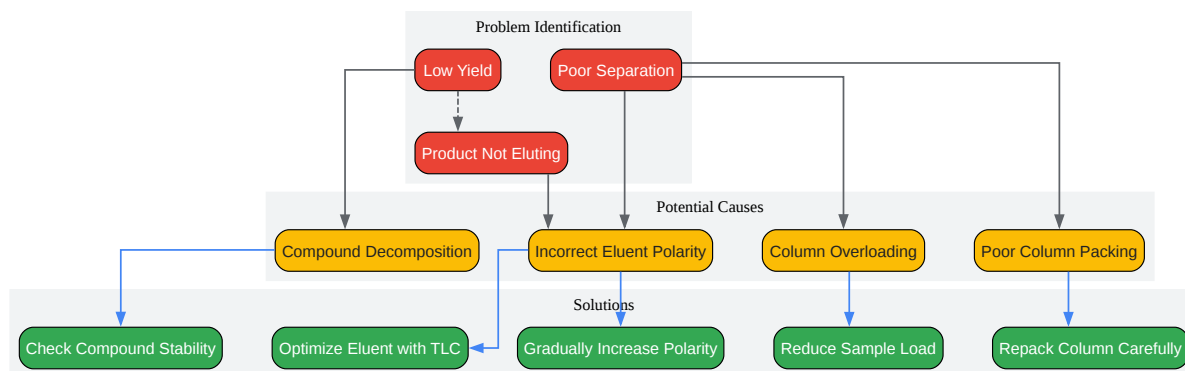 Problem Identification
Low Yield
Poor Separation
Product Not Eluting
Potential Causes
Compound Decomposition
Incorrect Eluent Polarity
Column Overloading
Poor Column Packing
Solutions
Check Compound Stability
Optimize Eluent with TLC
Gradually Increase Polarity
Reduce Sample Load
Repack Column Carefully